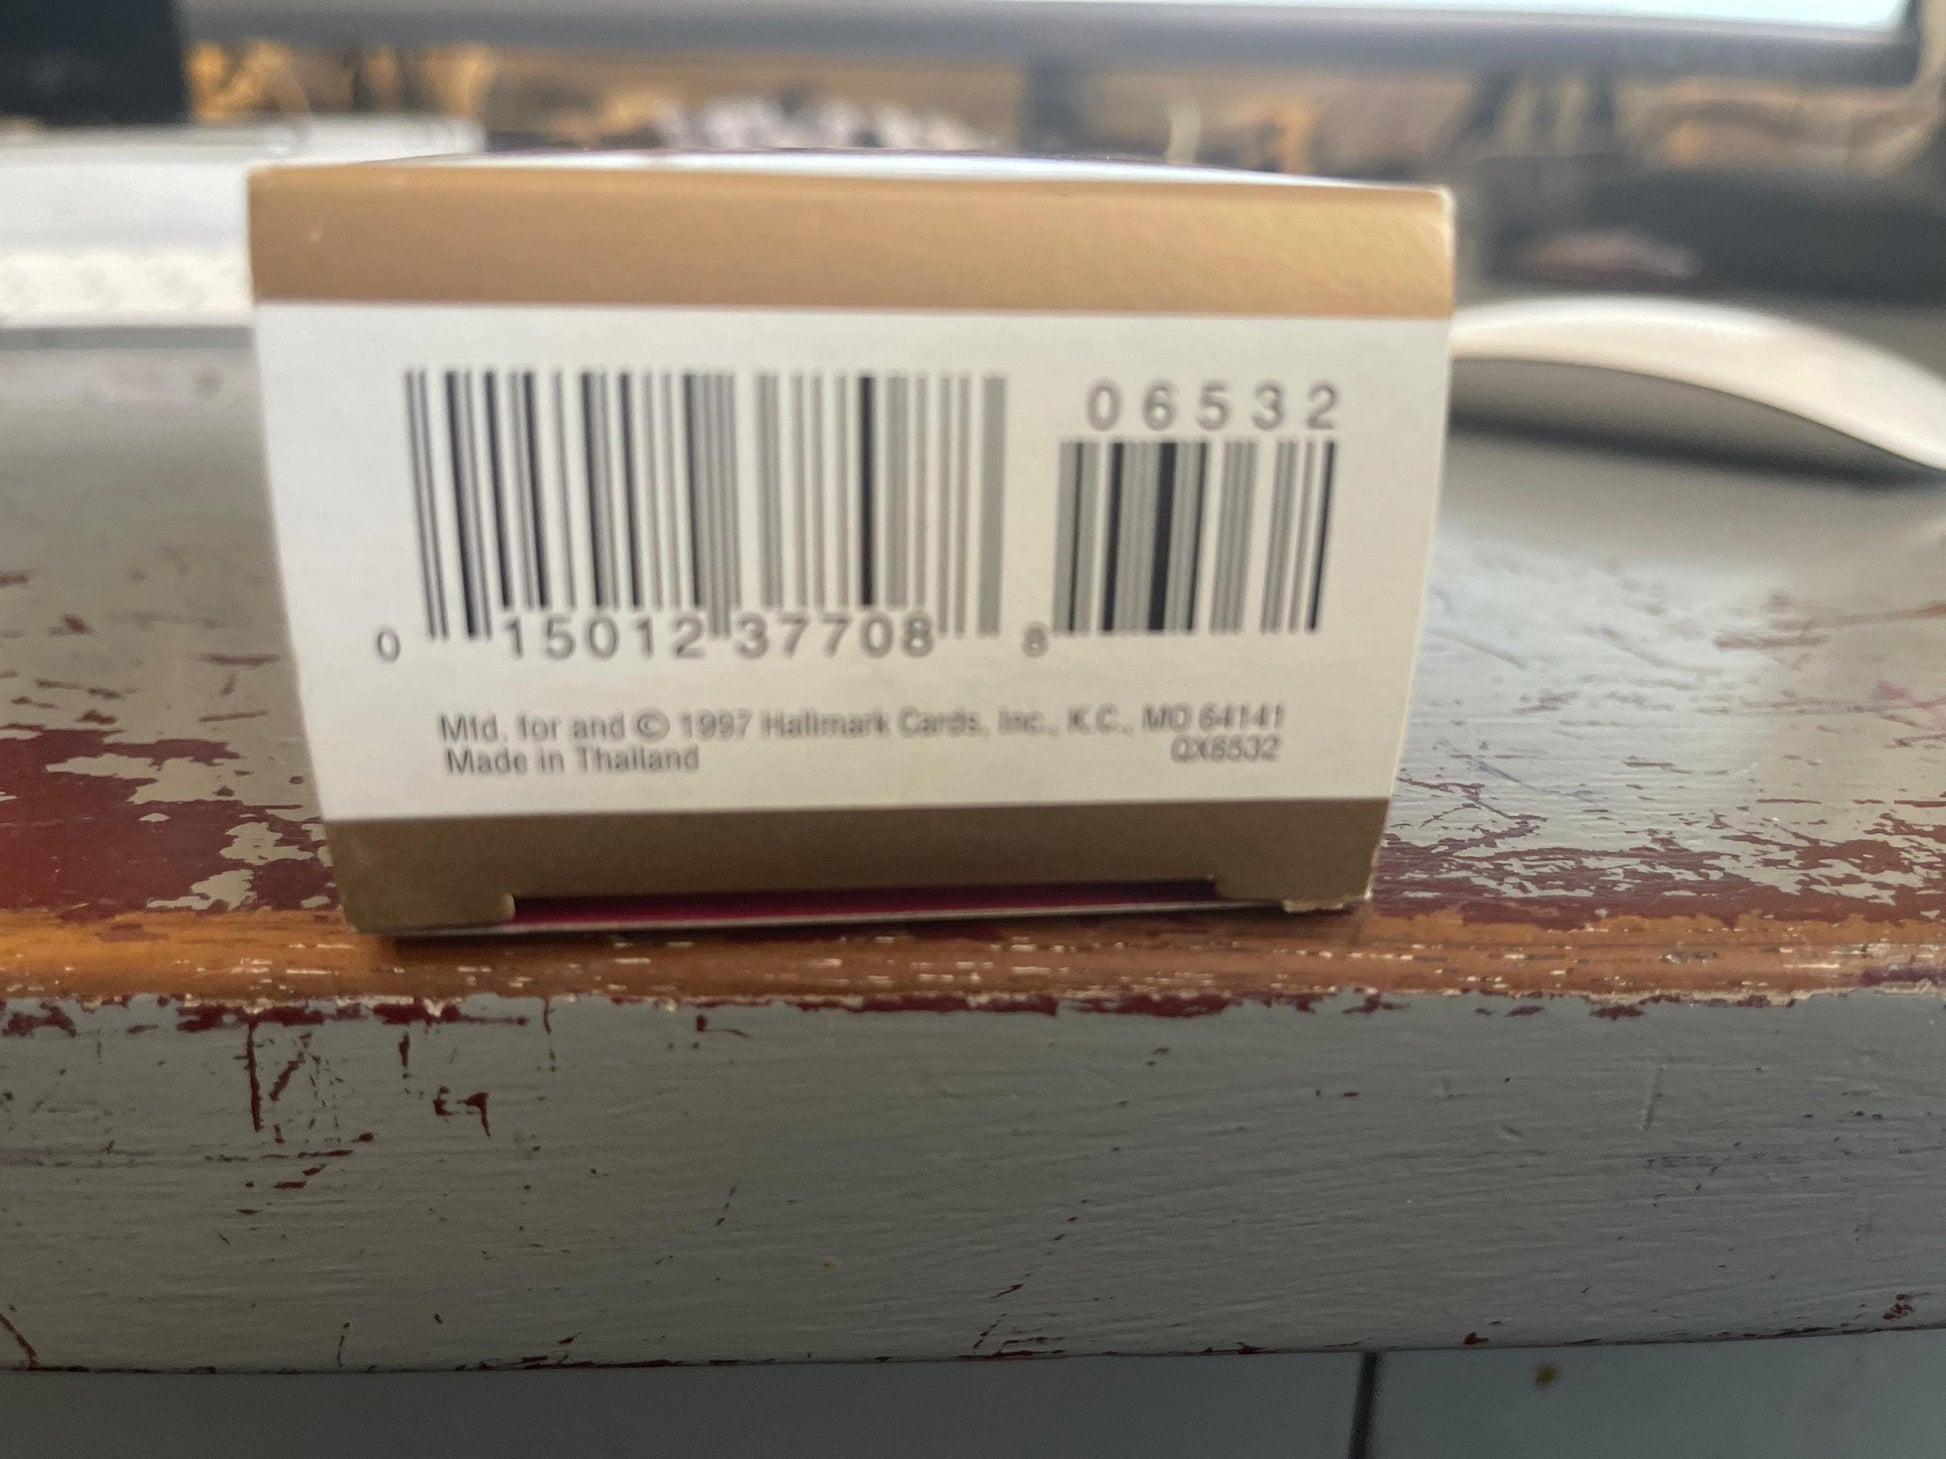 06532
0 15012 37708 8
Mfd. for and © 1997 Hallmark Cards, Inc., K.C., MO 64141
Made in Thailand QX6532